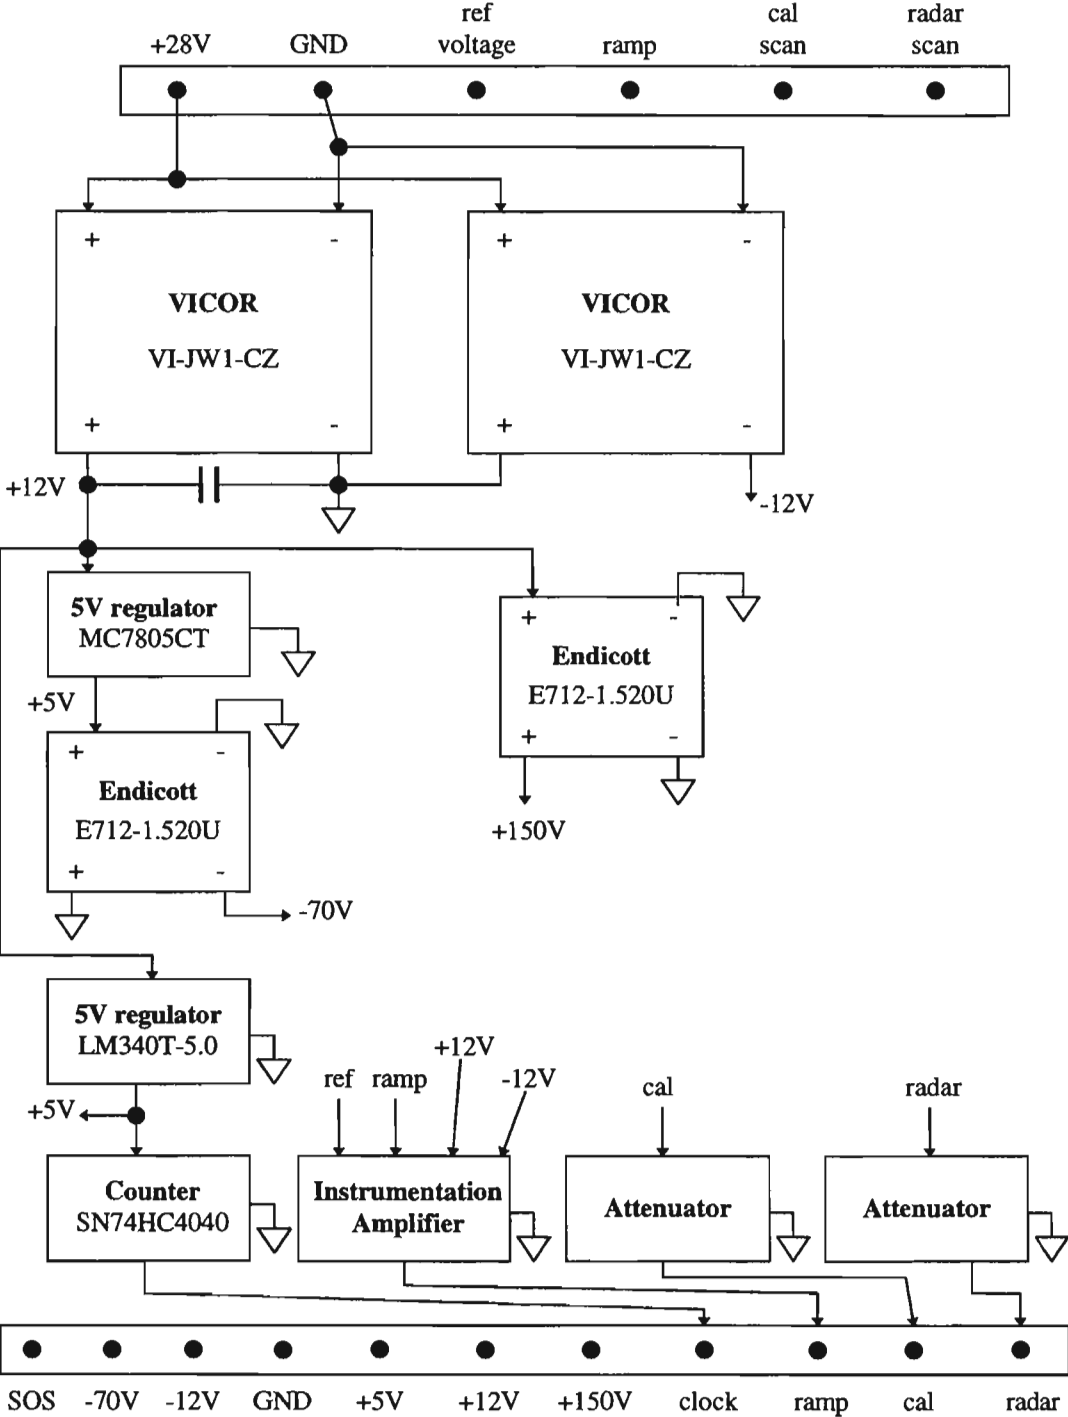 ref
cal
radar
+28V
GND
voltage
ramp
scan
scan
+
-
+
-
VICOR
VI-JW1-CZ
VICOR
VI-JW1-CZ
+
-
+
-
+12V
-12V
5V regulator
MC7805CT
+
-
Endicott
E712-1.520U
+
-
+150V
+5V
+
-
Endicott
E712-1.520U
+
-
-70V
5V regulator
LM340T-5.0
+5V
ref
ramp
+12V
-12V
cal
radar
Counter
SN74HC4040
Instrumentation
Amplifier
Attenuator
Attenuator
SOS
-70V
-12V
GND
+5V
+12V
+150V
clock
ramp
cal
radar